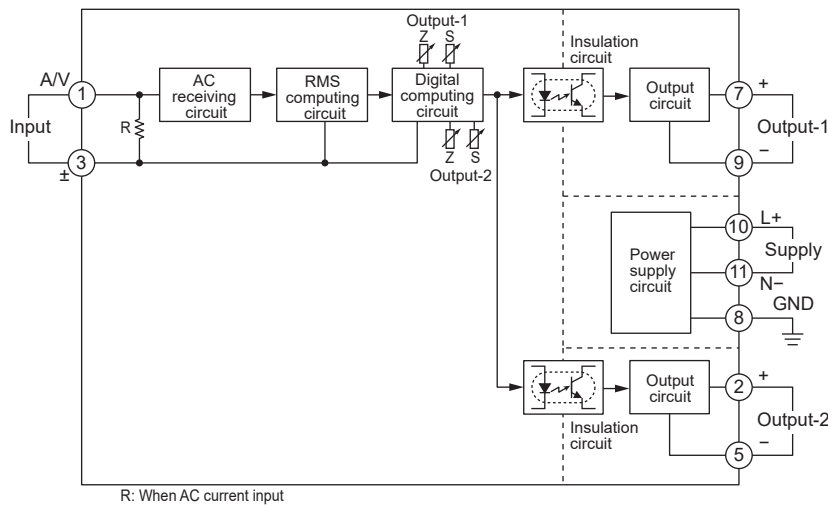 Output-1
Z S
Insulation
circuit
A/V
1
AC
receiving
circuit
RMS
computing
circuit
Digital
computing
circuit
Output
circuit
7
+
Input
R
Output-1
Z S
Output-2
3
±
9
−
10
L+
Power
supply
circuit
Supply
11
N−
GND
8
Output
circuit
2
+
Output-2
Insulation
circuit
5
−
R: When AC current input